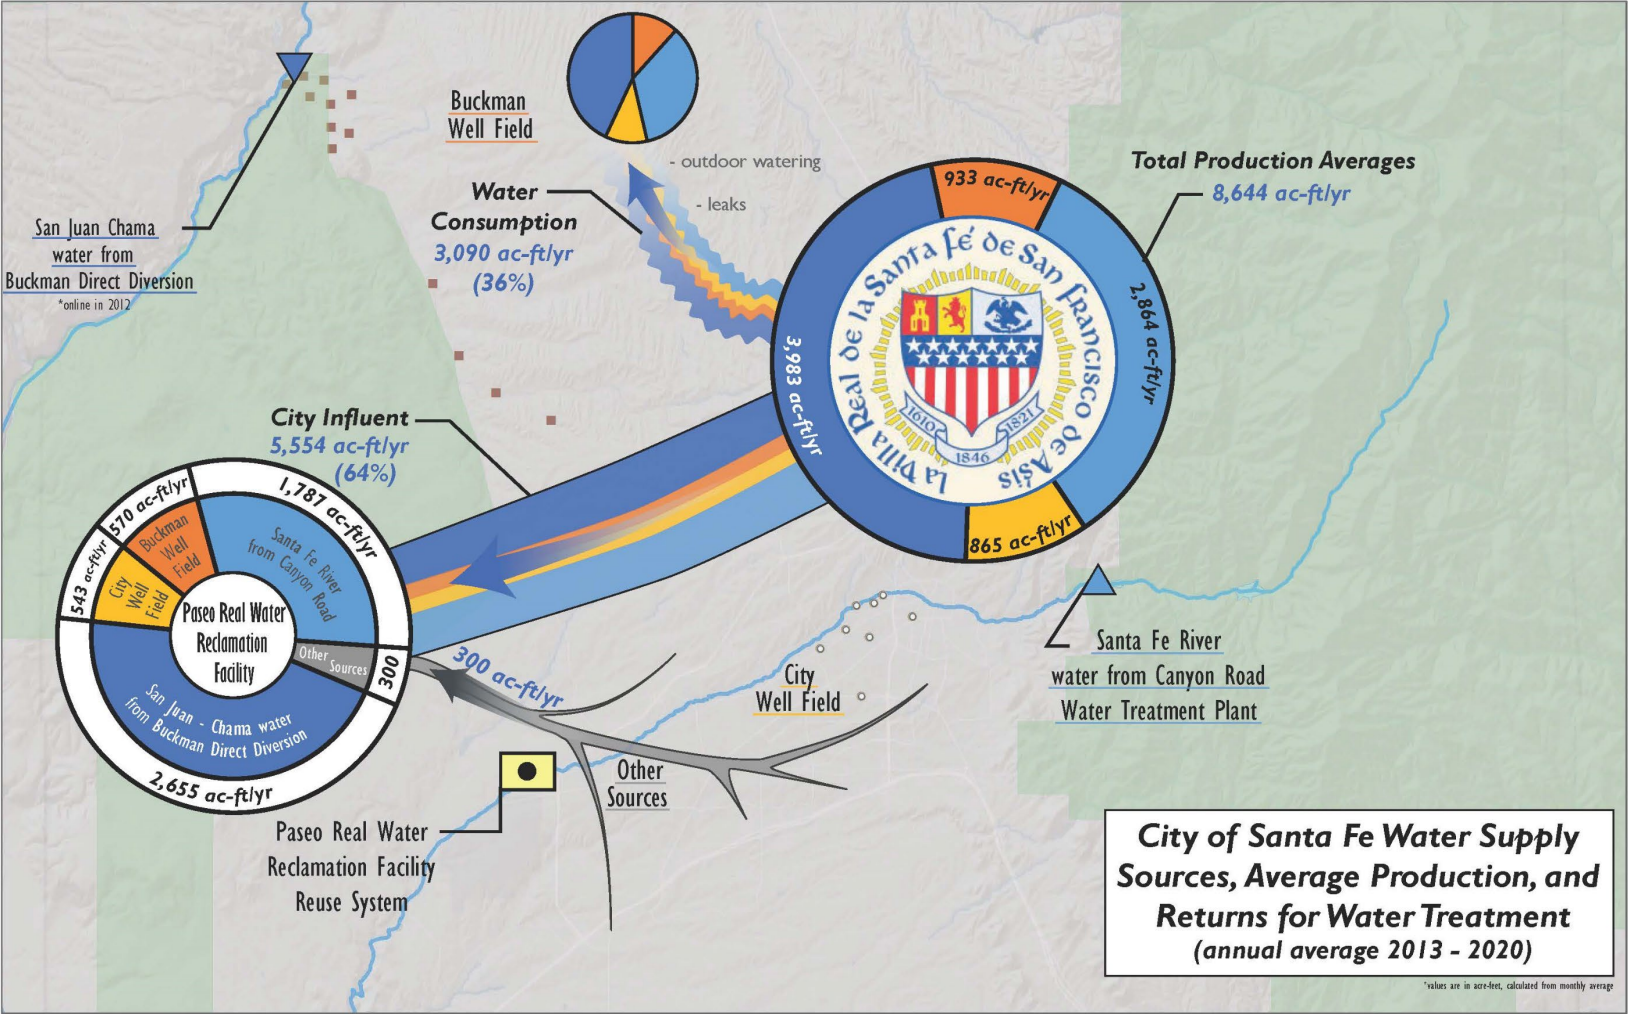 Buckman
Well Field
- outdoor watering
- leaks
Water
Consumption
3,090 ac-ft/yr
(36%)
San Juan Chama
water from
Buckman Direct Diversion
*online in 2012
Total Production Averages
8,644 ac-ft/yr
933 ac-ft/yr
2,864 ac-ft/yr
865 ac-ft/yr
3,983 ac-ft/yr
La Villa Real de la Santa Fé de San Francisco de Asis
1610
1821
1846
City Influent
5,554 ac-ft/yr
(64%)
1,787 ac-ft/yr
570 ac-ft/yr
543 ac-ft/yr
300
2,655 ac-ft/yr
Santa Fe River
from Canyon Road
Buckman
Well
Field
City
Well
Field
Other
Sources
San Juan - Chama water
from Buckman Direct Diversion
Paseo Real Water
Reclamation
Facility
300 ac-ft/yr
City
Well Field
Santa Fe River
water from Canyon Road
Water Treatment Plant
Other
Sources
Paseo Real Water
Reclamation Facility
Reuse System
City of Santa Fe Water Supply
Sources, Average Production, and
Returns for Water Treatment
(annual average 2013 - 2020)
*values are in acre-feet, calculated from monthly average